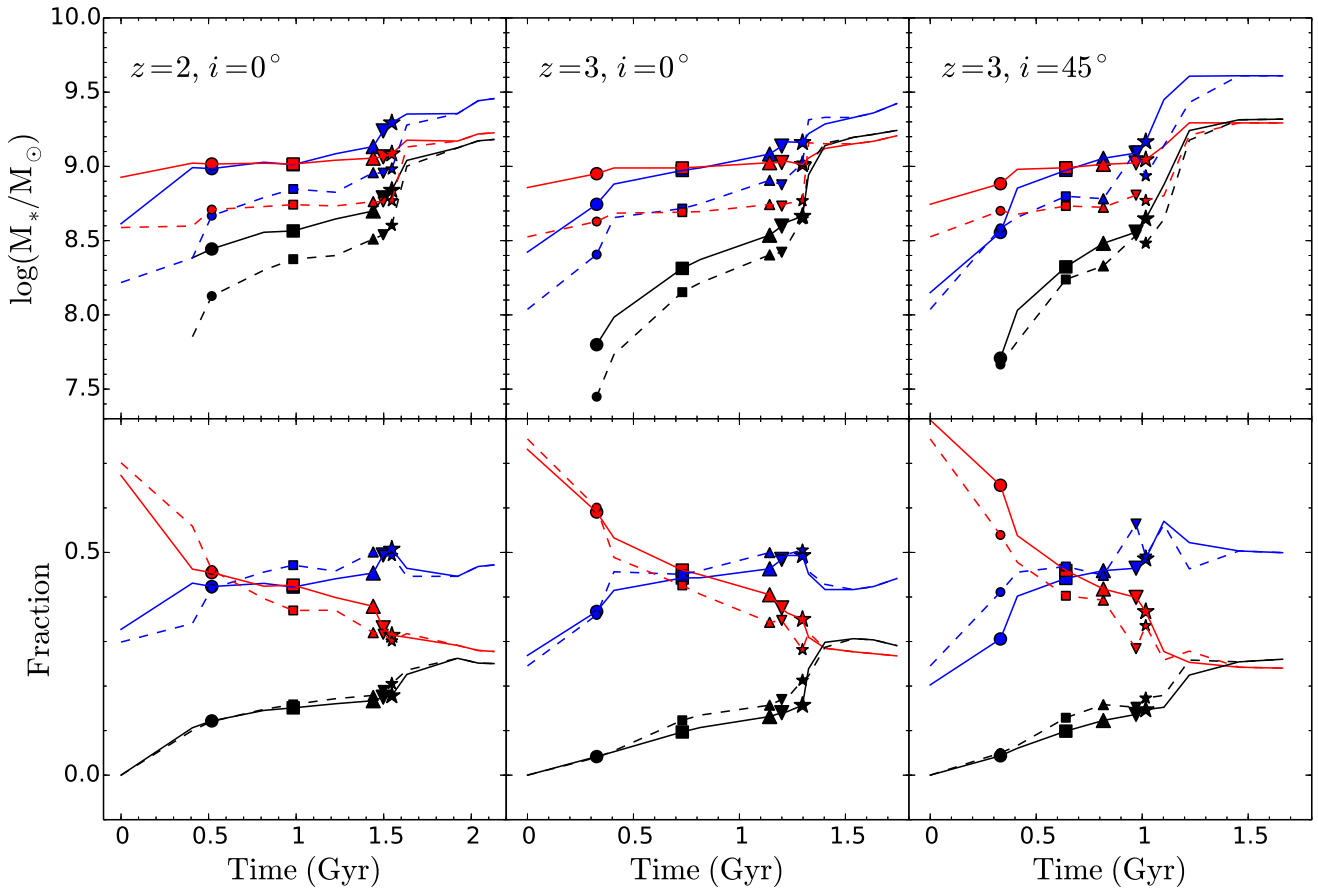 z=2, i=0°
z=3, i=0°
z=3, i=45°
log(M*/M⊙)
10.0
9.5
9.0
8.5
8.0
7.5
Fraction
0.5
0.0
0 0.5 1 1.5 2
0 0.5 1 1.5
0 0.5 1 1.5
Time (Gyr)
Time (Gyr)
Time (Gyr)